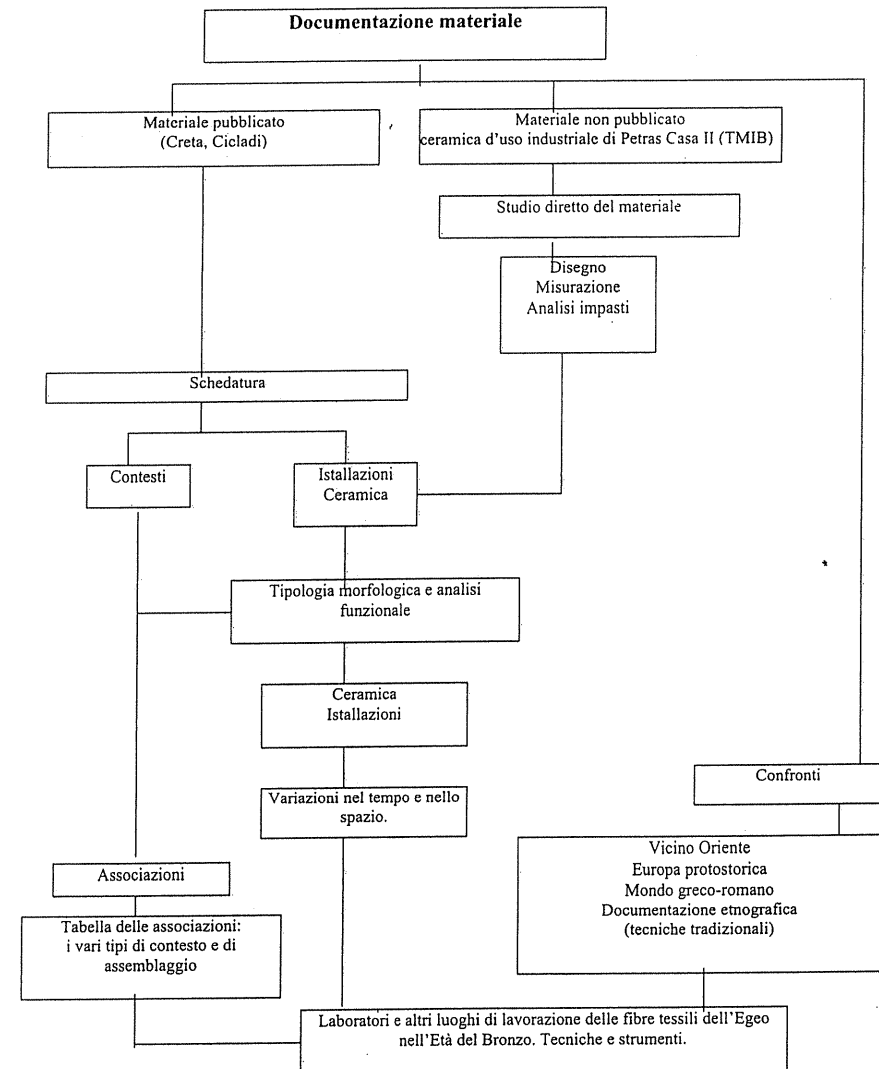 Documentazione materiale
Materiale pubblicato
(Creta, Cicladi)
Materiale non pubblicato
ceramica d'uso industriale di Petras Casa II (TMIB)
Studio diretto del materiale
Disegno
Misurazione
Analisi impasti
Schedatura
Contesti
Istallazioni
Ceramica
Tipologia morfologica e analisi
funzionale
Ceramica
Istallazioni
Variazioni nel tempo e nello
spazio.
Confronti
Vicino Oriente
Europa protostorica
Mondo greco-romano
Documentazione etnografica
(tecniche tradizionali)
Associazioni
Tabella delle associazioni:
i vari tipi di contesto e di
assemblaggio
Laboratori e altri luoghi di lavorazione delle fibre tessili dell'Egeo
nell'Età del Bronzo. Tecniche e strumenti.